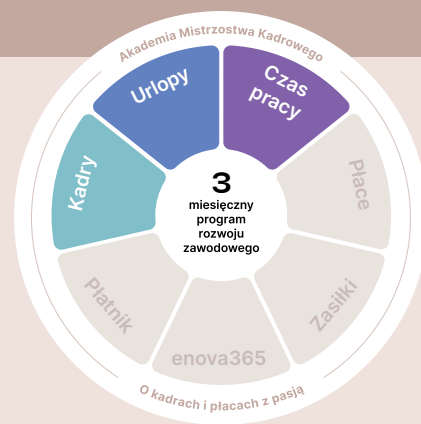 Akademia Mistrzostwa Kadrowego
Urlopy
Czas
pracy
Kadry
Płace
3
miesięczny
program
rozwoju
zawodowego
Płatnik
Zasiłki
enova365
O kadrach i płacach z pasją